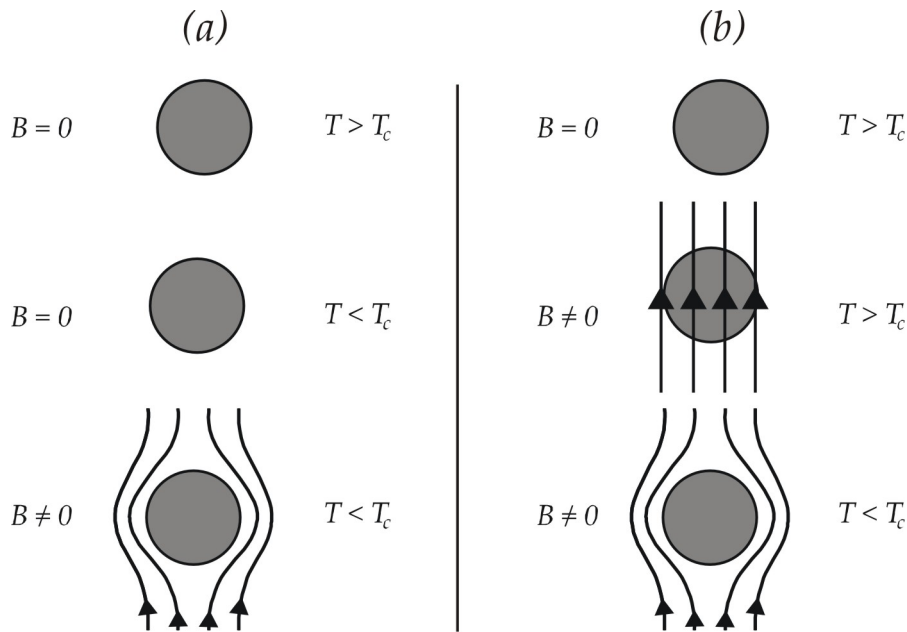 (a)
B = 0 T > Tc
B = 0 T < Tc
B ≠ 0 T < Tc
(b)
B = 0 T > Tc
B ≠ 0 T > Tc
B ≠ 0 T < Tc